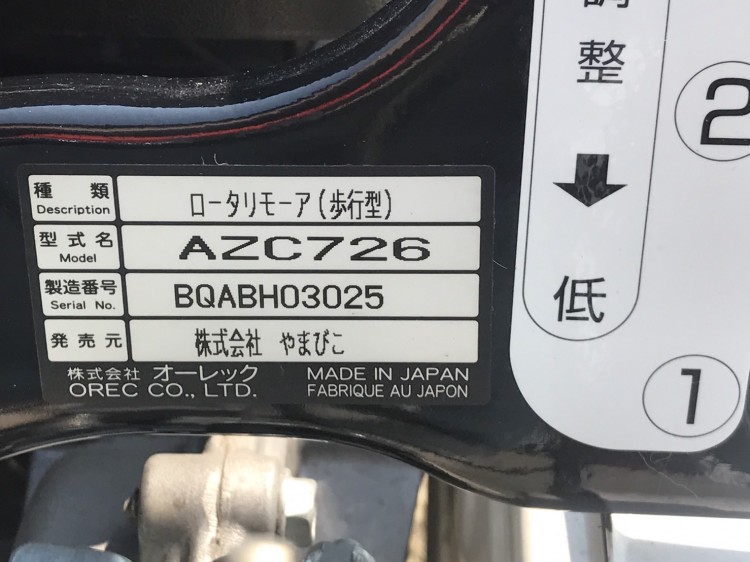 調整
低
②
①
種類 ロータリモーア(歩行型)
Description
型式名 AZC726
Model
製造番号 BQABH03025
Serial No.
発売元 株式会社 やまびこ
株式会社 オーレック MADE IN JAPAN
OREC CO., LTD. FABRIQUE AU JAPON